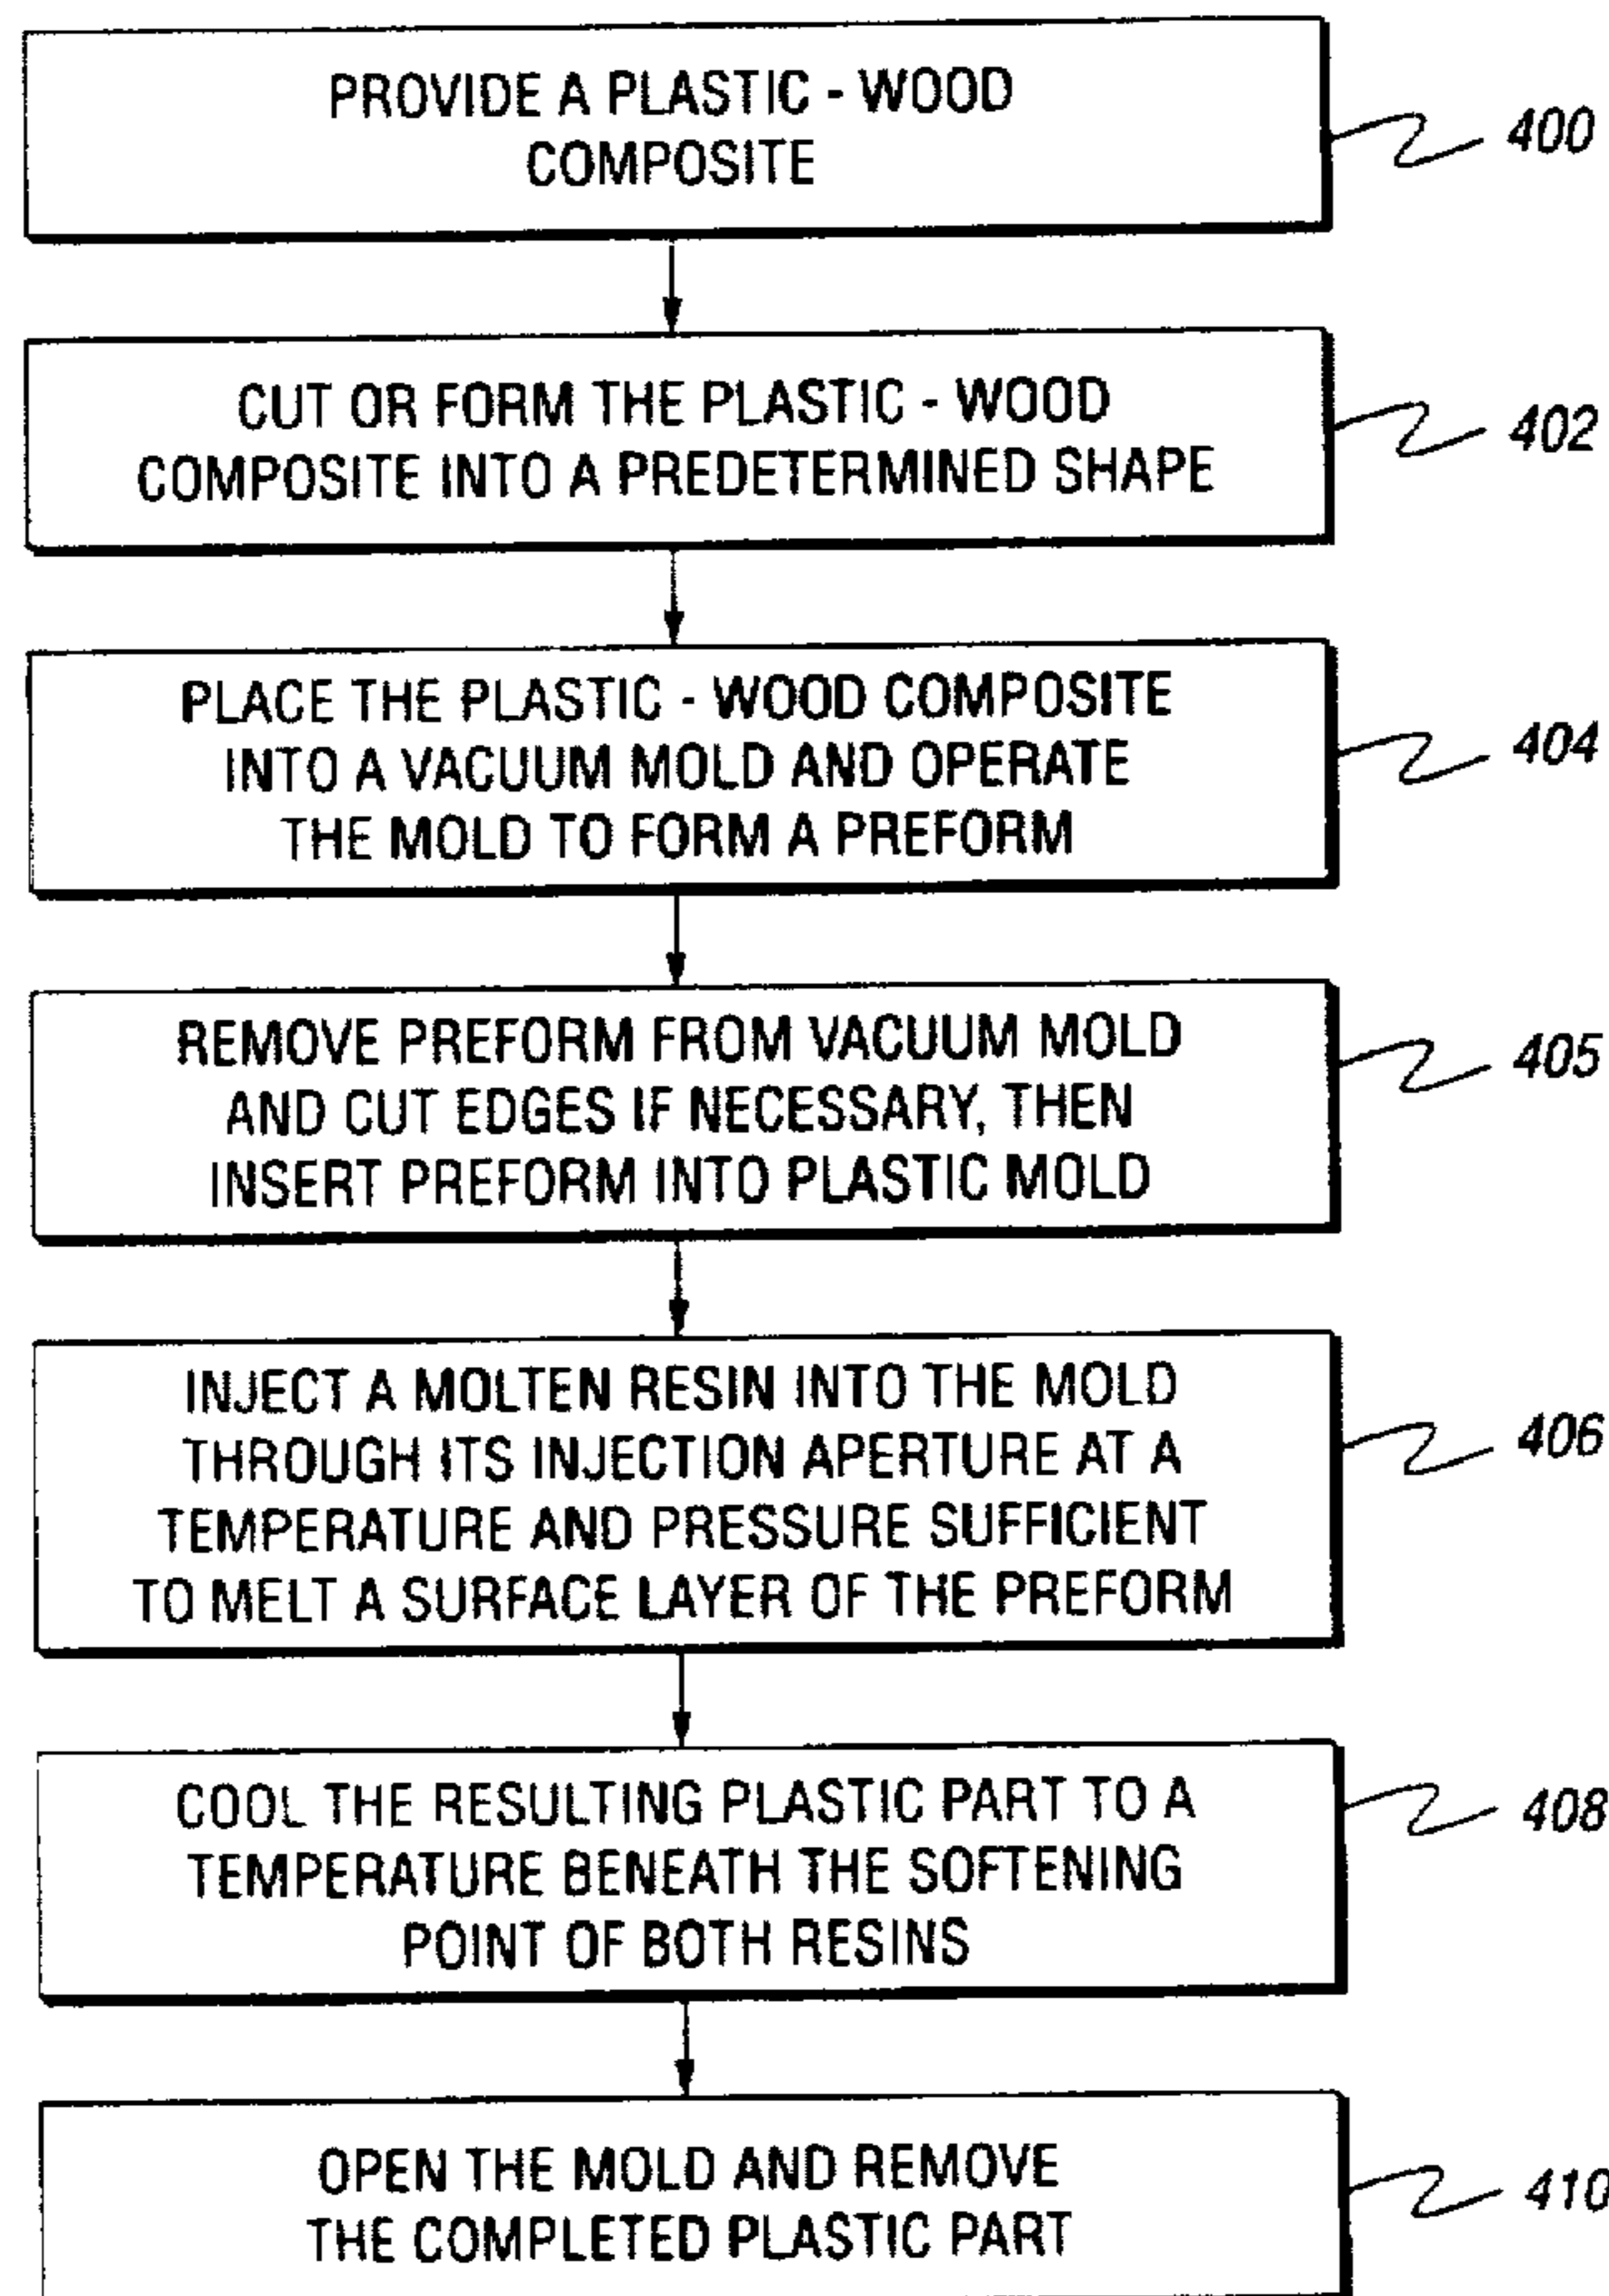 PROVIDE A PLASTIC - WOOD
COMPOSITE
400
CUT OR FORM THE PLASTIC - WOOD
COMPOSITE INTO A PREDETERMINED SHAPE
402
PLACE THE PLASTIC - WOOD COMPOSITE
INTO A VACUUM MOLD AND OPERATE
THE MOLD TO FORM A PREFORM
404
REMOVE PREFORM FROM VACUUM MOLD
AND CUT EDGES IF NECESSARY, THEN
INSERT PREFORM INTO PLASTIC MOLD
405
INJECT A MOLTEN RESIN INTO THE MOLD
THROUGH ITS INJECTION APERTURE AT A
TEMPERATURE AND PRESSURE SUFFICIENT
TO MELT A SURFACE LAYER OF THE PREFORM
406
COOL THE RESULTING PLASTIC PART TO A
TEMPERATURE BENEATH THE SOFTENING
POINT OF BOTH RESINS
408
OPEN THE MOLD AND REMOVE
THE COMPLETED PLASTIC PART
410